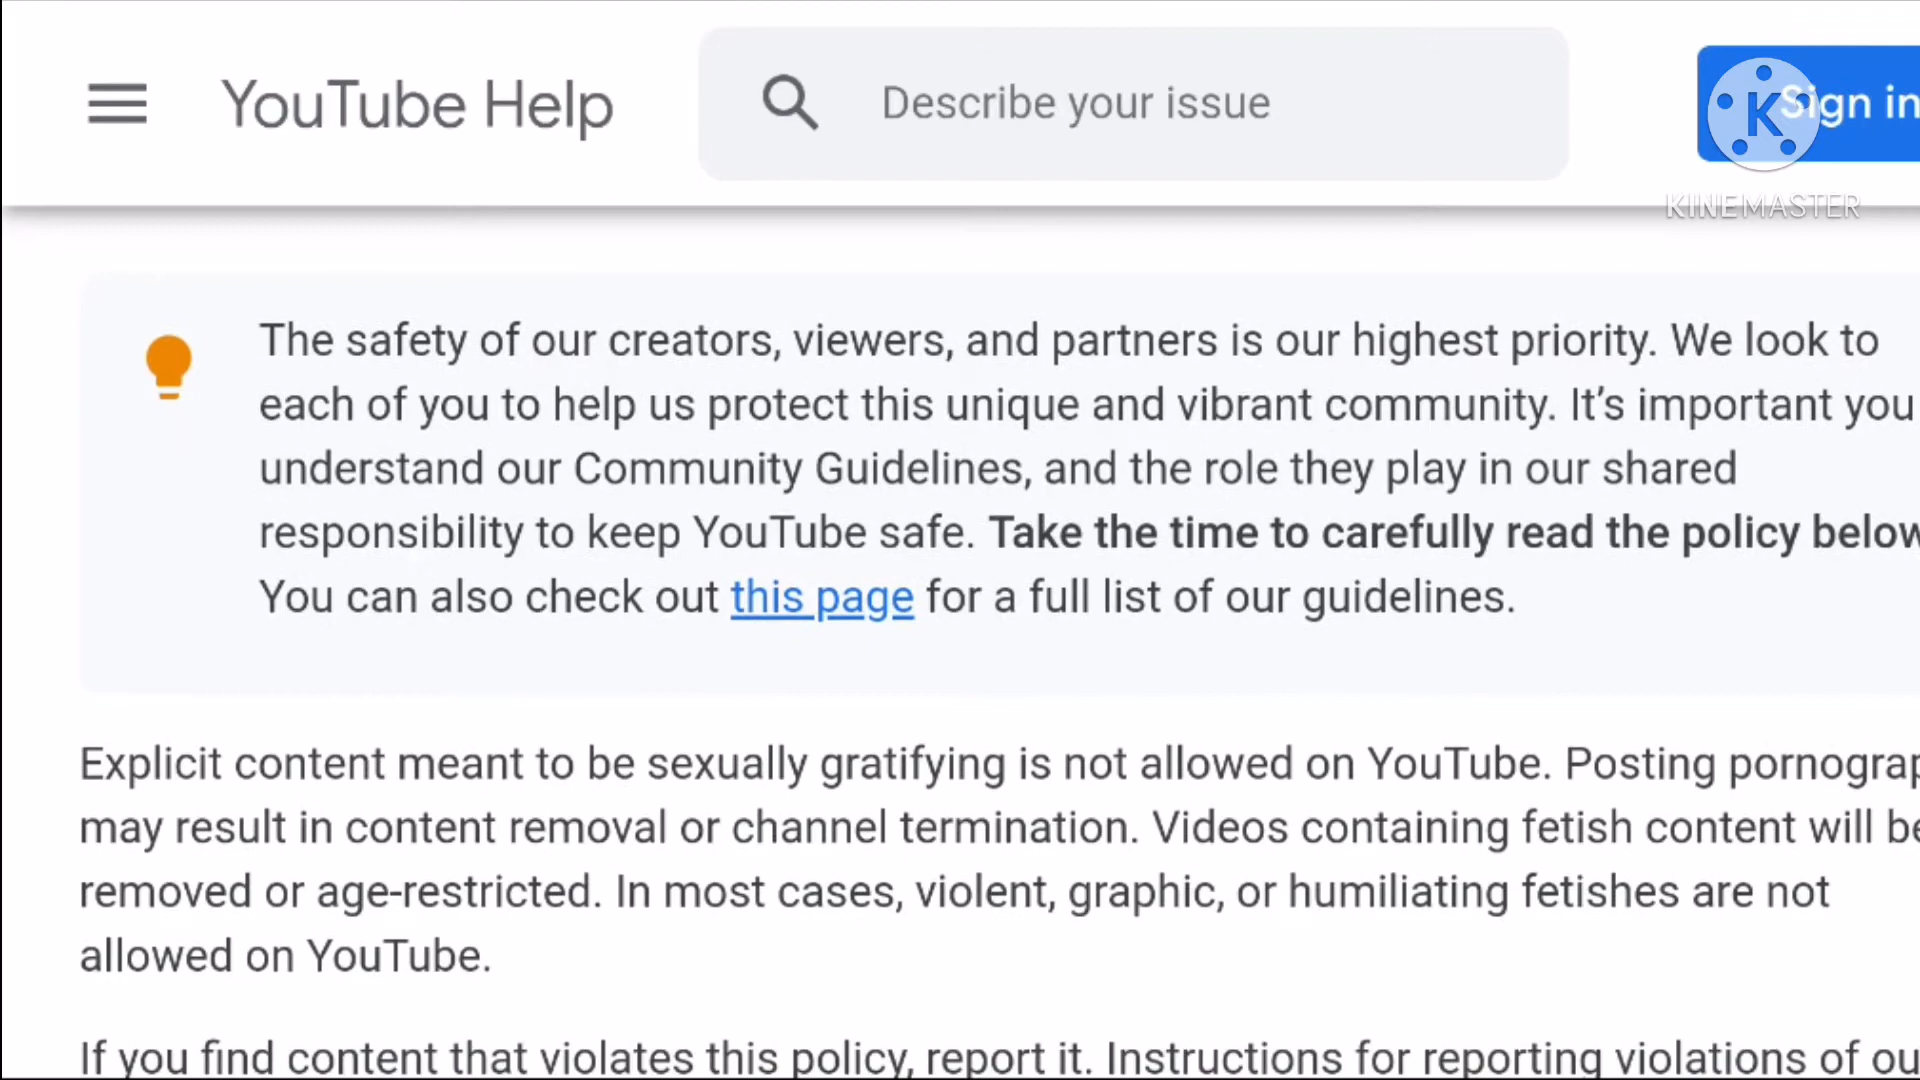 YouTube Help
Describe your issue
Sign in
K
KINEMASTER
The safety of our creators, viewers, and partners is our highest priority. We look to
each of you to help us protect this unique and vibrant community. It’s important you
understand our Community Guidelines, and the role they play in our shared
responsibility to keep YouTube safe. Take the time to carefully read the policy below
You can also check out this page for a full list of our guidelines.
Explicit content meant to be sexually gratifying is not allowed on YouTube. Posting
may result in content removal or channel termination. Videos containing fetish content will be
removed or age-restricted. In most cases, violent, graphic, or humiliating fetishes are not
allowed on YouTube.
If you find content that violates this policy, report it. Instructions for reporting violations of